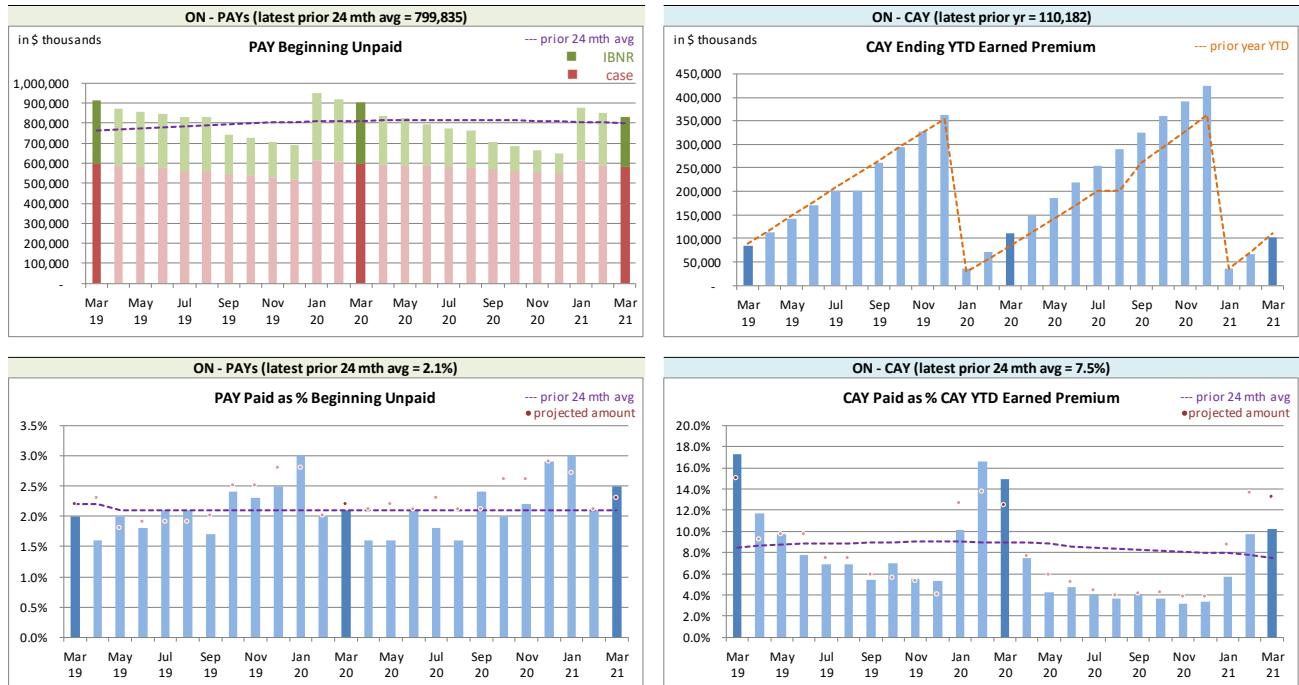 ON - PAYs (latest prior 24 mth avg = 799,835)
in $ thousands
PAY Beginning Unpaid
--- prior 24 mth avg
IBNR
case
1,000,000
900,000
800,000
700,000
600,000
500,000
400,000
300,000
200,000
100,000
-
Mar May Jul Sep Nov Jan Mar May Jul Sep Nov Jan Mar
19 19 19 19 19 20 20 20 20 20 20 21 21
ON - CAY (latest prior yr = 110,182)
in $ thousands
CAY Ending YTD Earned Premium
--- prior year YTD
450,000
400,000
350,000
300,000
250,000
200,000
150,000
100,000
50,000
-
Mar May Jul Sep Nov Jan Mar May Jul Sep Nov Jan Mar
19 19 19 19 19 20 20 20 20 20 20 21 21
ON - PAYs (latest prior 24 mth avg = 2.1%)
PAY Paid as % Beginning Unpaid
--- prior 24 mth avg
projected amount
3.5%
3.0%
2.5%
2.0%
1.5%
1.0%
0.5%
0.0%
Mar May Jul Sep Nov Jan Mar May Jul Sep Nov Jan Mar
19 19 19 19 19 20 20 20 20 20 20 21 21
ON - CAY (latest prior 24 mth avg = 7.5%)
CAY Paid as % CAY YTD Earned Premium
--- prior 24 mth avg
projected amount
20.0%
18.0%
16.0%
14.0%
12.0%
10.0%
8.0%
6.0%
4.0%
2.0%
0.0%
Mar May Jul Sep Nov Jan Mar May Jul Sep Nov Jan Mar
19 19 19 19 19 20 20 20 20 20 20 21 21